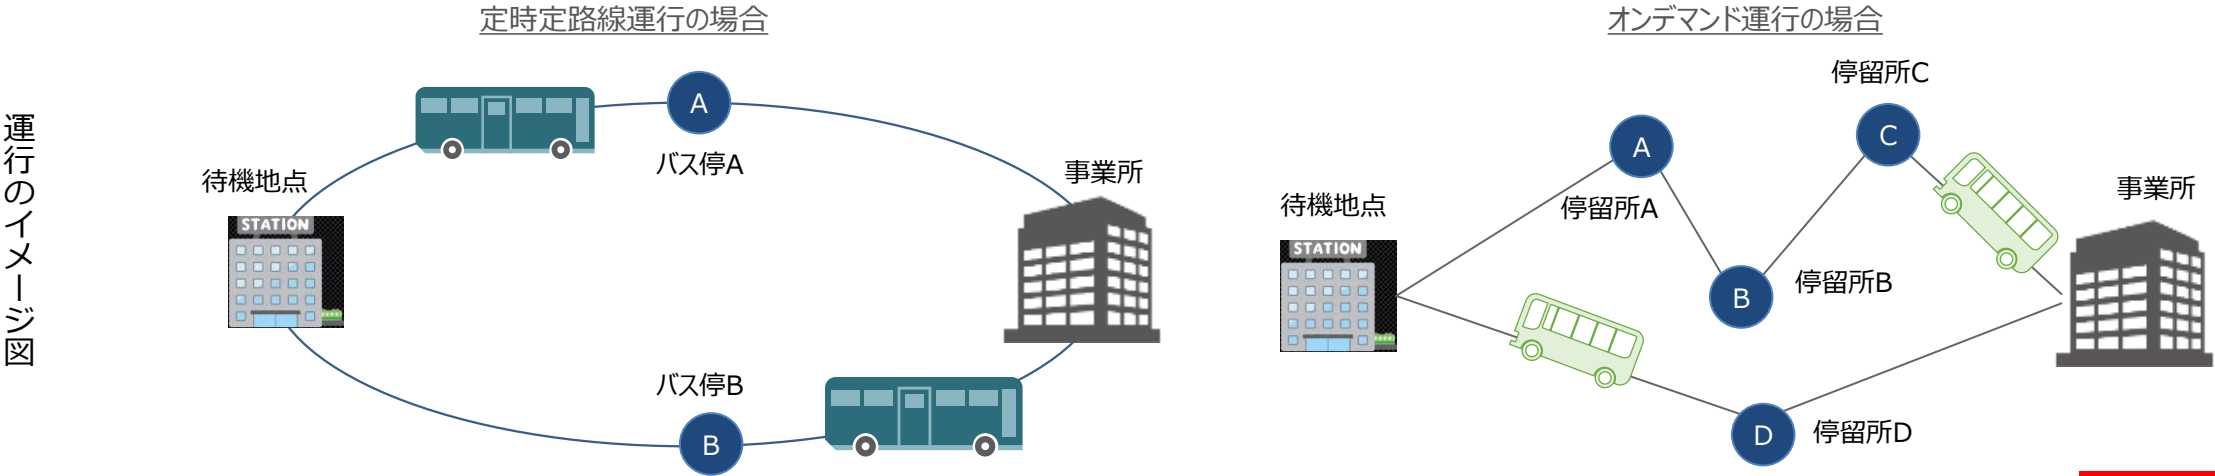 運行のイメージ図
定時定路線運行の場合
A
バス停A
待機地点
STATION
事業所
バス停B
B
オンデマンド運行の場合
停留所C
C
A
停留所A
待機地点
STATION
B
停留所B
事業所
D
停留所D